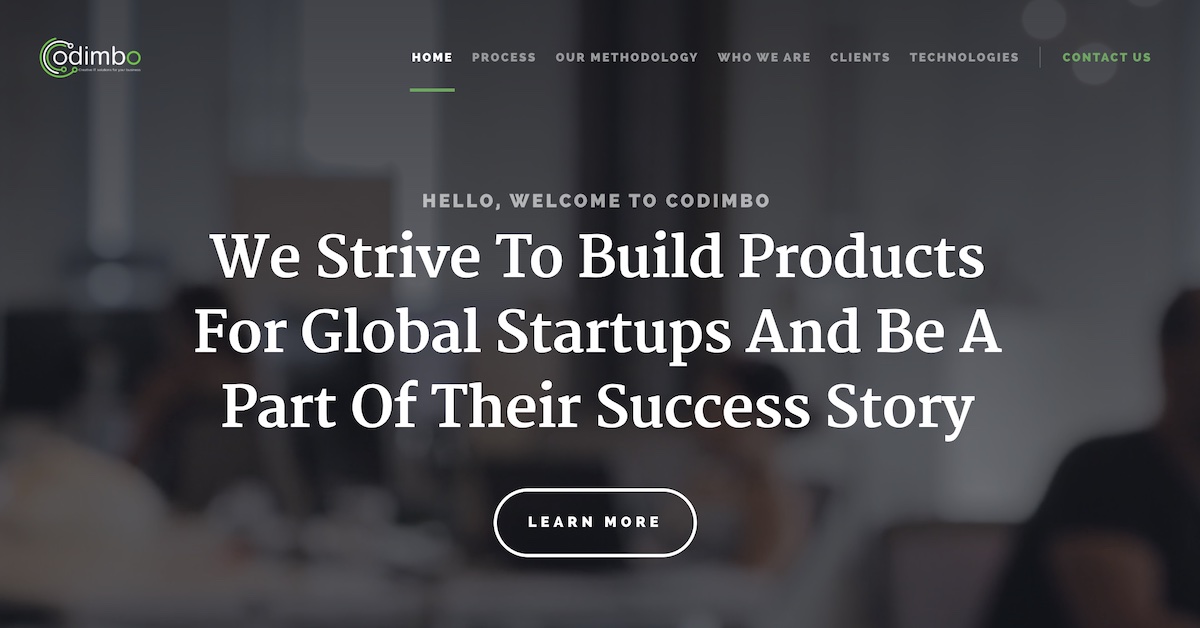 Codimbo
Creative IT solutions for your business
HOME PROCESS OUR METHODOLOGY WHO WE ARE CLIENTS TECHNOLOGIES CONTACT US
HELLO, WELCOME TO CODIMBO
We Strive To Build Products
For Global Startups And Be A
Part Of Their Success Story
LEARN MORE